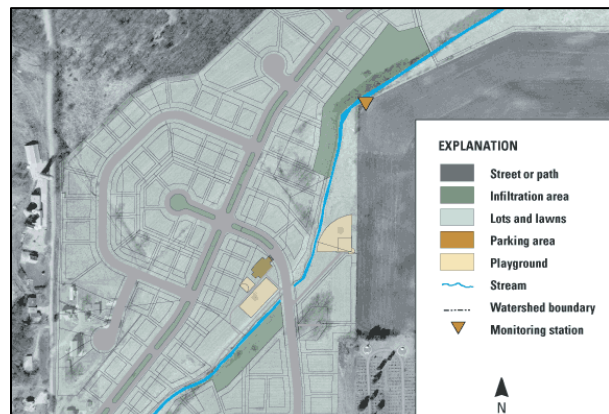 EXPLANATION
Street or path
Infiltration area
Lots and lawns
Parking area
Playground
Stream
Watershed boundary
Monitoring station
N